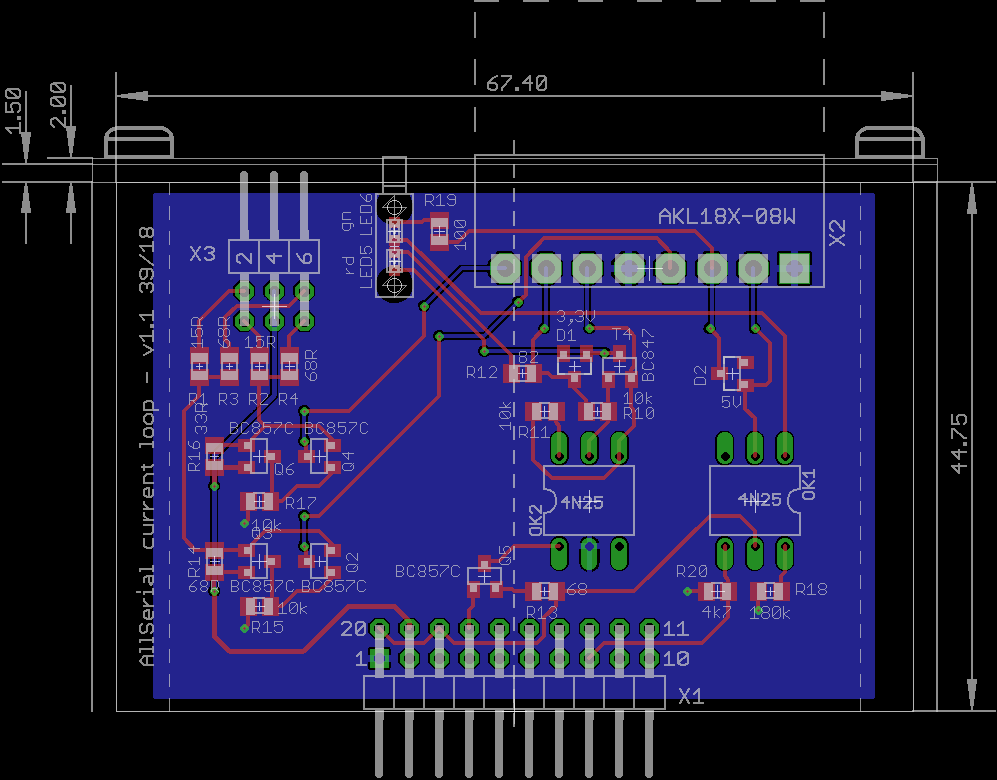 67.40
1.50
2.00
R19
100
gn LED6
rd LED5
AKL18X-08W
X2
X3
2
4
6
AllSerial current loop - v1.1 39/18
15R
68R
15R
68R
R1
R3
R2
R4
3,3V
D1
T4
BC847
R12
82
D2
5V
10k
R10
10k
R11
33R
R16
BC857C
BC857C
Q6
Q4
R17
10k
4N25
OK2
4N25
OK1
Q2
R14
68R
BC857C
BC857C
10k
R15
BC857C
Q5
68
R13
R20
4k7
R18
180k
20
11
1
10
X1
44.75